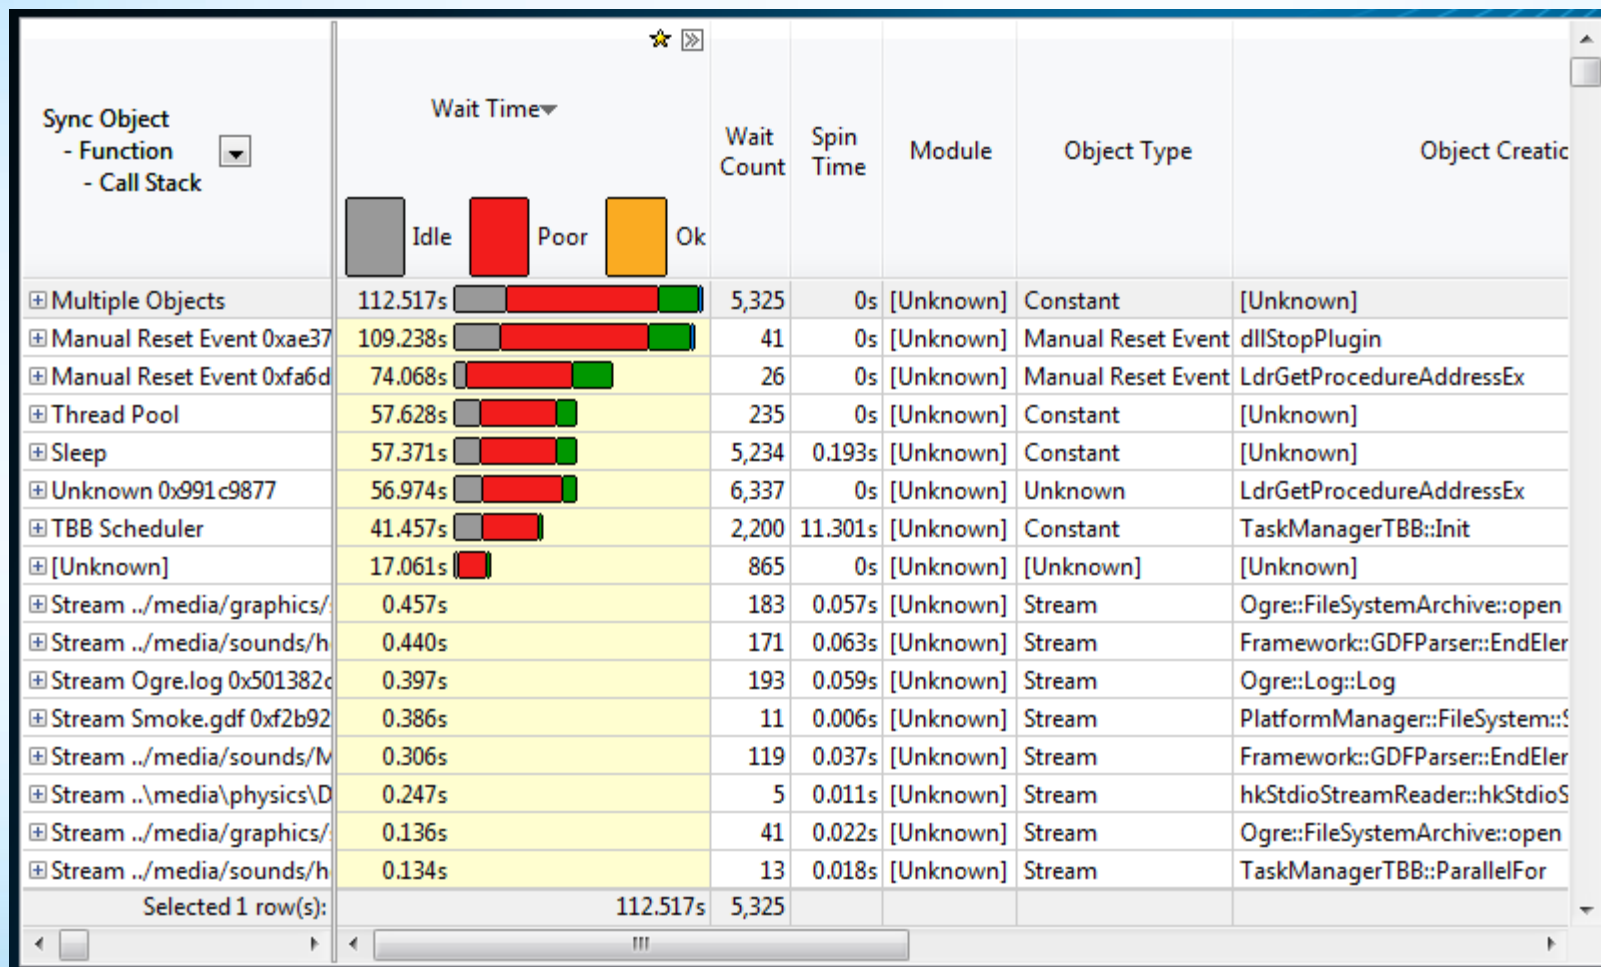 Sync Object
- Function
- Call Stack
Wait Time
Wait Count
Spin Time
Module
Object Type
Object Creatic
Idle Poor Ok
Multiple Objects 112.517s 5,325 0s [Unknown] Constant [Unknown]
Manual Reset Event 0xae37 109.238s 41 0s [Unknown] Manual Reset Event dllStopPlugin
Manual Reset Event 0xfa6d 74.068s 26 0s [Unknown] Manual Reset Event LdrGetProcedureAddressEx
Thread Pool 57.628s 235 0s [Unknown] Constant [Unknown]
Sleep 57.371s 5,234 0.193s [Unknown] Constant [Unknown]
Unknown 0x991c9877 56.974s 6,337 0s [Unknown] Unknown LdrGetProcedureAddressEx
TBB Scheduler 41.457s 2,200 11.301s [Unknown] Constant TaskManagerTBB::Init
[Unknown] 17.061s 865 0s [Unknown] [Unknown] [Unknown]
Stream ../media/graphics/ 0.457s 183 0.057s [Unknown] Stream Ogre::FileSystemArchive::open
Stream ../media/sounds/h 0.440s 171 0.063s [Unknown] Stream Framework::GDFParser::EndEler
Stream Ogre.log 0x501382c 0.397s 193 0.059s [Unknown] Stream Ogre::Log::Log
Stream Smoke.gdf 0xf2b92 0.386s 11 0.006s [Unknown] Stream PlatformManager::FileSystem::S
Stream ../media/sounds/M 0.306s 119 0.037s [Unknown] Stream Framework::GDFParser::EndEler
Stream ..\media\physics\D 0.247s 5 0.011s [Unknown] Stream hkStdioStreamReader::hkStdioS
Stream ../media/graphics/ 0.136s 41 0.022s [Unknown] Stream Ogre::FileSystemArchive::open
Stream ../media/sounds/h 0.134s 13 0.018s [Unknown] Stream TaskManagerTBB::ParallelFor
Selected 1 row(s): 112.517s 5,325